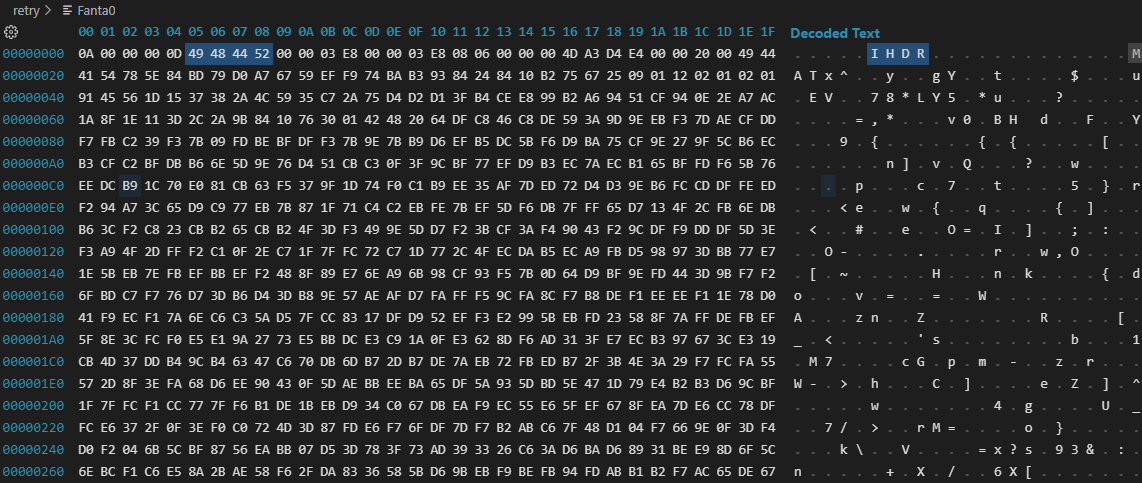 retry > Fanta0
00 01 02 03 04 05 06 07 08 09 0A 0B 0C 0D 0E 0F 10 11 12 13 14 15 16 17 18 19 1A 1B 1C 1D 1E 1F Decoded Text
00000000 0A 00 00 00 0D 49 48 44 52 00 00 03 E8 00 00 03 E8 08 06 00 00 00 4D A3 D4 E4 00 00 20 00 49 44 I H D R M
00000020 41 54 78 5E 84 BD 79 D0 A7 67 59 EF F9 74 BA B3 93 84 24 84 10 B2 75 67 25 09 01 12 02 01 02 01 A T x ^ y g Y t $ u
00000040 91 45 56 1D 15 37 38 2A 4C 59 35 C7 2A 75 D4 D2 D1 3F B4 CE E8 99 B2 A6 94 51 CF 94 0E 2E A7 AC E V 7 8 * L Y 5 * u ?
00000060 1A 8F 1E 11 3D 2C 2A 9B 84 10 76 30 01 42 48 20 64 DF C8 46 C8 DE 59 3A 9D 9E EB F3 7D AE CF DD = , * v 0 B H d F Y
00000080 F7 FB C2 39 F3 7B 09 FD BE BF DF F3 7B 9E 7B B9 D6 EF B5 DC 5B F6 D9 BA 75 CF 9E 27 9F 5C B6 EC 9 { { { [
000000A0 B3 CF C2 BF DB B6 6E 5D 9E 76 D4 51 CB C3 0F 3F 9C BF 77 EF D9 B3 EC 7A EC B1 65 BF FD F6 5B 76 n ] v Q ? w
000000C0 EE DC B9 1C 70 E0 81 CB 63 F5 37 9F 1D 74 F0 C1 B9 EE 35 AF 7D ED 72 D4 D3 9E B6 FC CD DF FE ED p c 7 t 5 } r
000000E0 F2 94 A7 3C 65 D9 C9 77 EB 7B 87 1F 71 C4 C2 EB FE 7B EF 5D F6 DB 7F FF 65 D7 13 4F 2C FB 6E DB < e w { q { ]
00000100 B6 3C F2 C8 23 CB B2 65 CB B2 4F 3D F3 49 9E 5D D7 F2 3B CF 3A F4 90 43 F2 9C DF F9 DD DF 5D 3E < # e O = I ] ; :
00000120 F3 A9 4F 2D FF F2 C1 0F 2E C7 1F 7F FC 72 C7 1D 77 2C 4F EC DA B5 EC A9 FB D5 98 97 3D BB 77 E7 O - . r w , O
00000140 1E 5B EB 7E FB EF BB EF F2 48 8F 89 E7 6E A9 6B 98 CF 93 F5 7B 0D 64 D9 BF 9E FD 44 3D 9B F7 F2 [ ~ H n k { d
00000160 6F BD C7 F7 76 D7 3D B6 D4 3D B8 9E 57 AE AF D7 FA FF F5 9C FA 8C F7 B8 DE F1 EE EE F1 1E 78 D0 o v = = W
00000180 41 F9 EC F1 7A 6E C6 C3 5A D5 7F CC 83 17 DF D9 52 EF F3 E2 99 5B EB FD 23 58 8F 7A FF DE FB EF A z n Z R [
000001A0 5F 8E 3C FC F0 E5 E1 9A 27 73 E5 BB DC E3 C9 1A 0F E3 62 8D F6 AD 31 3F E7 EC B3 97 67 3C E3 19 _ < ' s b 1
000001C0 CB 4D 37 DD B4 9C B4 63 47 C6 70 DB 6D B7 2D B7 DE 7A EB 72 FB ED B7 2F 3B 4E 3A 29 F7 FC FA 55 M 7 c G p m - z r
000001E0 57 2D 8F 3E FA 68 D6 EE 90 43 0F 5D AE BB EE BA 65 DF 5A 93 5D BD 5E 47 1D 79 E4 B2 B3 D6 9C BF W - > h C ] e Z ] ^
00000200 1F 7F FC F1 CC 77 7F F6 B1 DE 1B EB D9 34 C0 67 DB EA F9 EC 55 E6 5F EF 67 8F EA 7D E6 CC 78 DF w 4 g U _
00000220 FC E6 37 2F 0F 3E F0 C0 72 4D 3D 87 FD E6 F7 6F DF 7D F7 B2 AB C6 7F 48 D1 04 F7 66 9E 0F 3D F4 7 / > r M = o }
00000240 D0 F2 04 6B 5C BF 87 56 EA BB 07 D5 3D 78 3F 73 AD 39 33 26 C6 3A D6 BA D6 89 31 BE E9 8D 6F 5C k \ V = x ? s 9 3 & :
00000260 6E BC F1 C6 E5 8A 2B AE 58 F6 2F DA 83 36 58 5B D6 9B EB F9 BE FB 94 FD AB B1 B2 F7 AC 65 DE 67 n + X / 6 X [